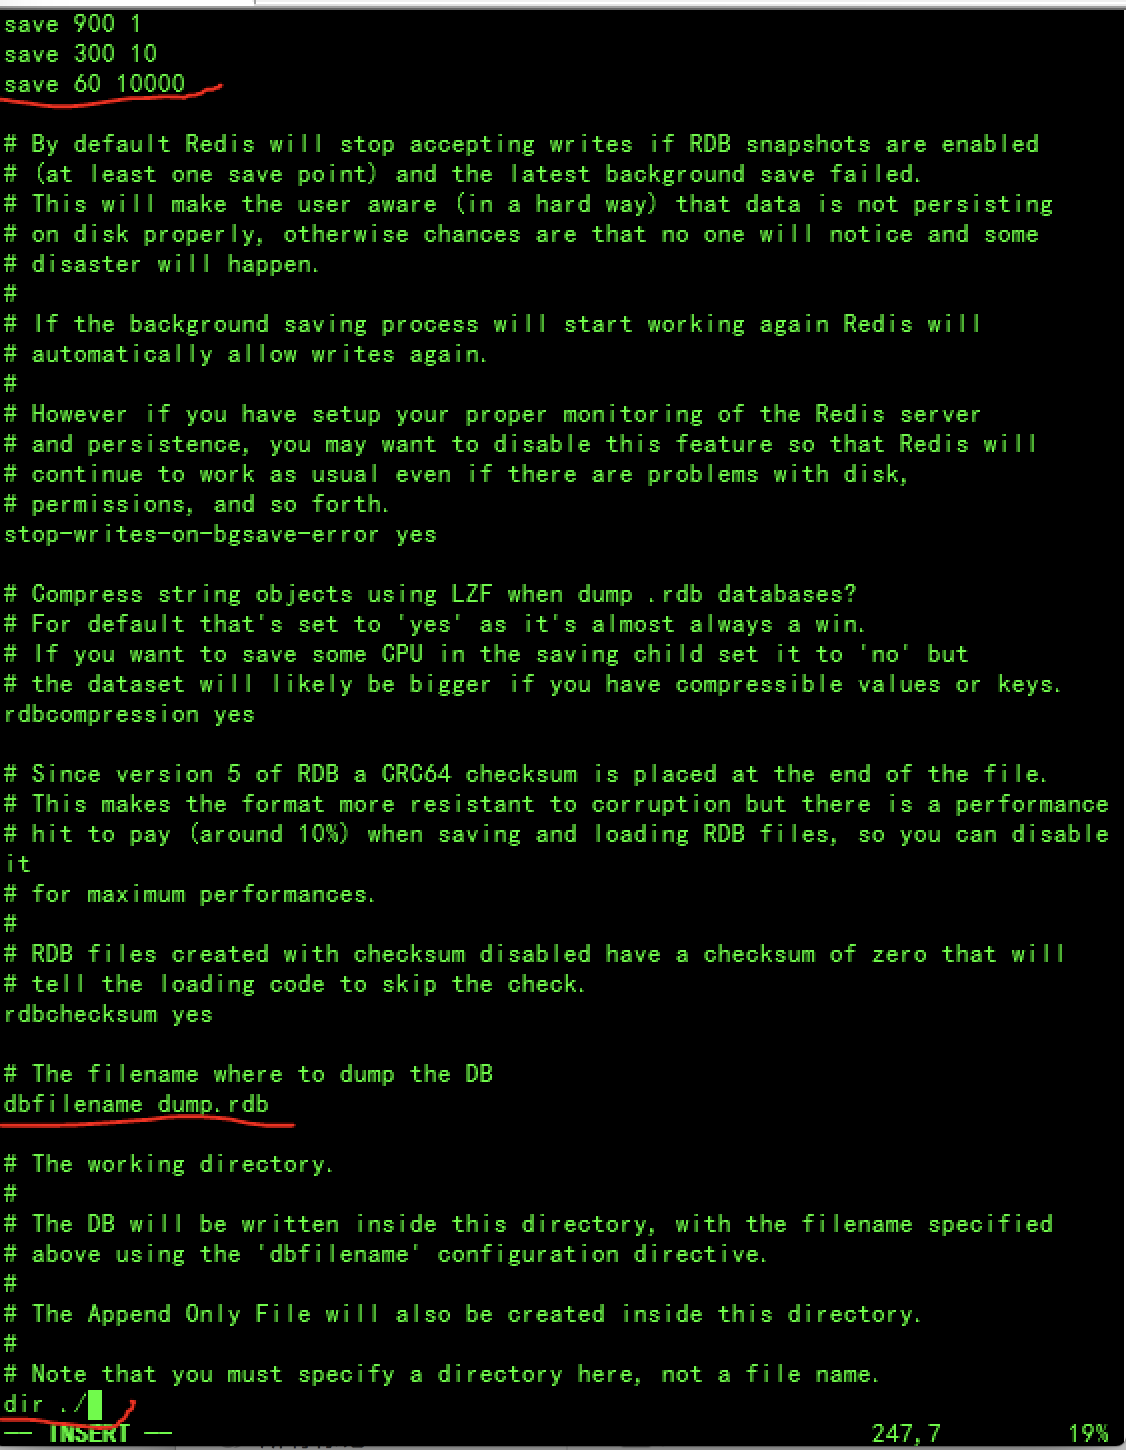 save 900 1
save 300 10
save 60 10000
# By default Redis will stop accepting writes if RDB snapshots are enabled
# (at least one save point) and the latest background save failed.
# This will make the user aware (in a hard way) that data is not persisting
# on disk properly, otherwise chances are that no one will notice and some
# disaster will happen.
#
# If the background saving process will start working again Redis will
# automatically allow writes again.
#
# However if you have setup your proper monitoring of the Redis server
# and persistence, you may want to disable this feature so that Redis will
# continue to work as usual even if there are problems with disk,
# permissions, and so forth.
stop-writes-on-bgsave-error yes
# Compress string objects using LZF when dump .rdb databases?
# For default that's set to 'yes' as it's almost always a win.
# If you want to save some CPU in the saving child set it to 'no' but
# the dataset will likely be bigger if you have compressible values or keys.
rdbcompression yes
# Since version 5 of RDB a CRC64 checksum is placed at the end of the file.
# This makes the format more resistant to corruption but there is a performance
# hit to pay (around 10%) when saving and loading RDB files, so you can disable
it
# for maximum performances.
#
# RDB files created with checksum disabled have a checksum of zero that will
# tell the loading code to skip the check.
rdbchecksum yes
# The filename where to dump the DB
dbfilename dump.rdb
# The working directory.
#
# The DB will be written inside this directory, with the filename specified
# above using the 'dbfilename' configuration directive.
#
# The Append Only File will also be created inside this directory.
#
# Note that you must specify a directory here, not a file name.
dir ./
-- INSERT -- 247,7 19%